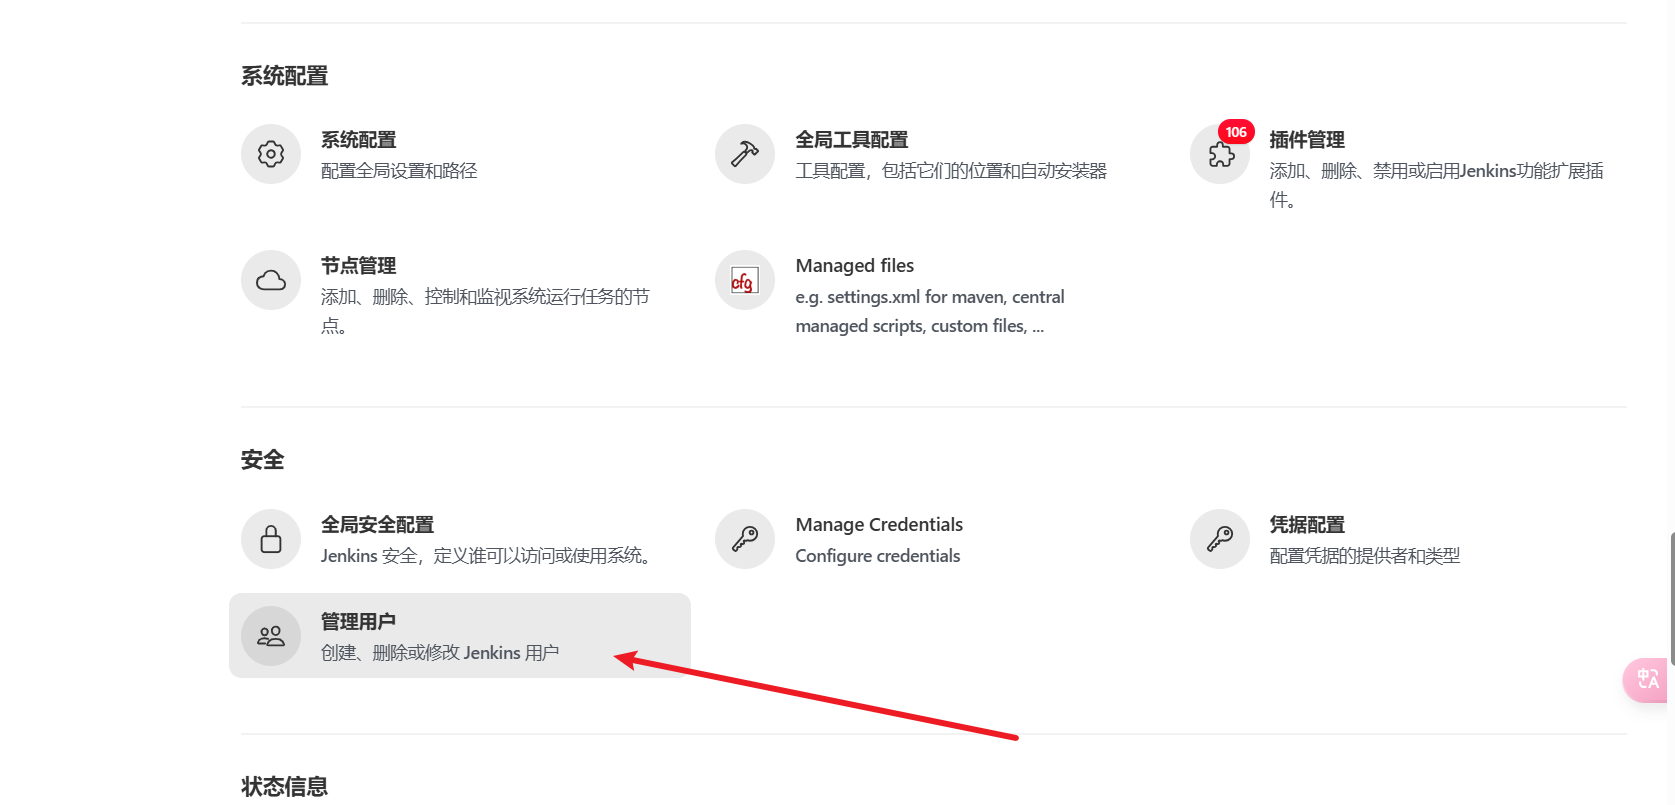 系统配置
系统配置
配置全局设置和路径
全局工具配置
工具配置，包括它们的位置和自动安装器
106
插件管理
添加、删除、禁用或启用Jenkins功能扩展插
件。
节点管理
添加、删除、控制和监视系统运行任务的节
点。
cfg
Managed files
e.g. settings.xml for maven, central
managed scripts, custom files, ...
安全
全局安全配置
Jenkins 安全，定义谁可以访问或使用系统。
Manage Credentials
Configure credentials
凭据配置
配置凭据的提供者和类型
管理用户
创建、删除或修改 Jenkins 用户
中
A
状态信息